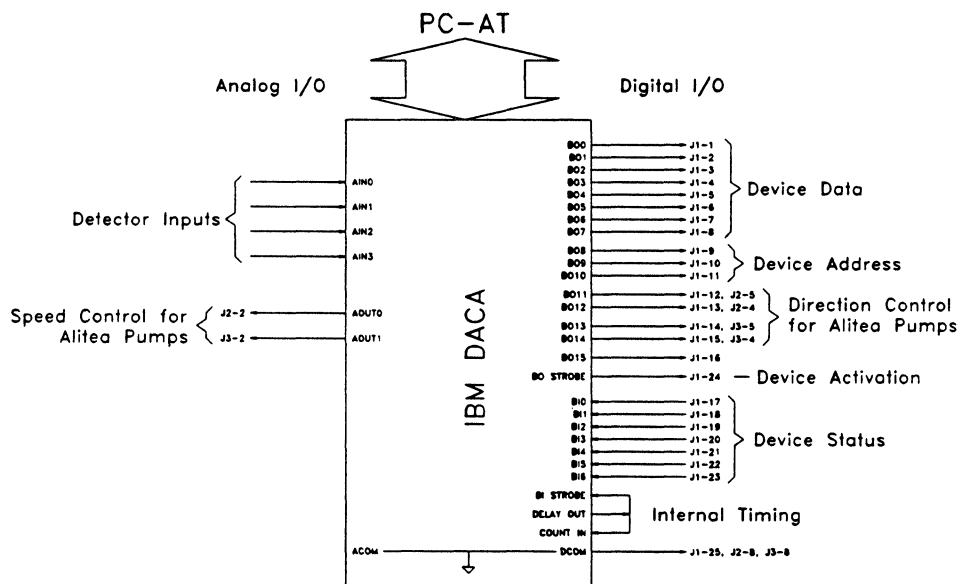 PC-AT
Analog I/O
Digital I/O
BO0 J1-1
BO1 J1-2
BO2 J1-3
BO3 J1-4
BO4 J1-5
BO5 J1-6
BO6 J1-7
BO7 J1-8
Device Data
AIN0
AIN1
AIN2
AIN3
Detector Inputs
BO8 J1-9
BO9 J1-10
BO10 J1-11
Device Address
Speed Control for
Alitea Pumps
J2-2 AOUT0
J3-2 AOUT1
IBM DACA
BO11 J1-12, J2-5
BO12 J1-13, J2-4
BO13 J1-14, J3-5
BO14 J1-15, J3-4
Direction Control
for Alitea Pumps
BO15 J1-16
BO STROBE J1-24 Device Activation
BI0 J1-17
BI1 J1-18
BI2 J1-19
BI3 J1-20
BI4 J1-21
BI5 J1-22
BI6 J1-23
Device Status
BI STROBE
DELAY OUT
COUNT IN
Internal Timing
ACOM
DCOM J1-25, J2-8, J3-8